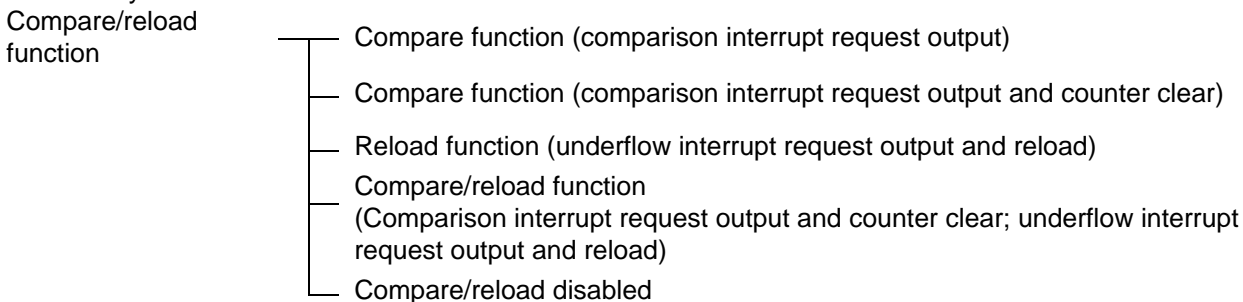 Compare/reload
function
Compare function (comparison interrupt request output)
Compare function (comparison interrupt request output and counter clear)
Reload function (underflow interrupt request output and reload)
Compare/reload function
(Comparison interrupt request output and counter clear; underflow interrupt
request output and reload)
Compare/reload disabled